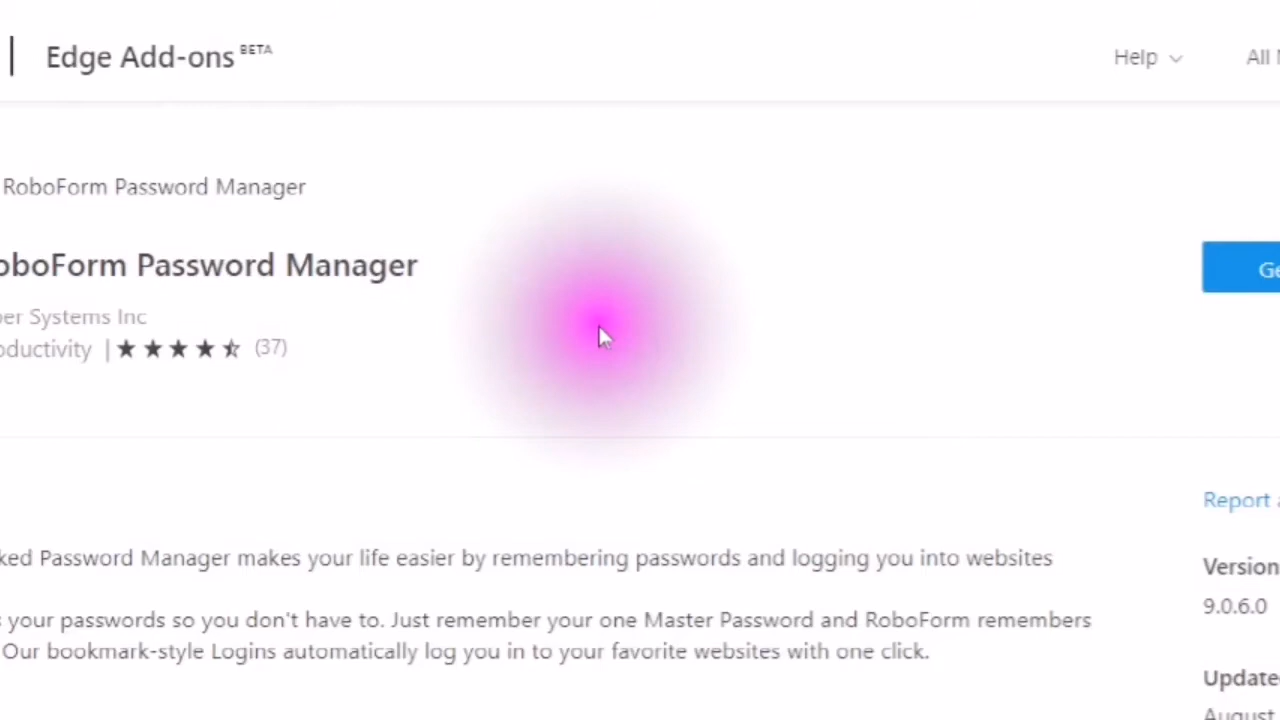 Edge Add-ons BETA
Help
All
RoboForm Password Manager
oboForm Password Manager
Ge
er Systems Inc
oductivity | (37)
Report
ked Password Manager makes your life easier by remembering passwords and logging you into websites
Version
9.0.6.0
your passwords so you don't have to. Just remember your one Master Password and RoboForm remembers
Our bookmark-style Logins automatically log you in to your favorite websites with one click.
Update
August